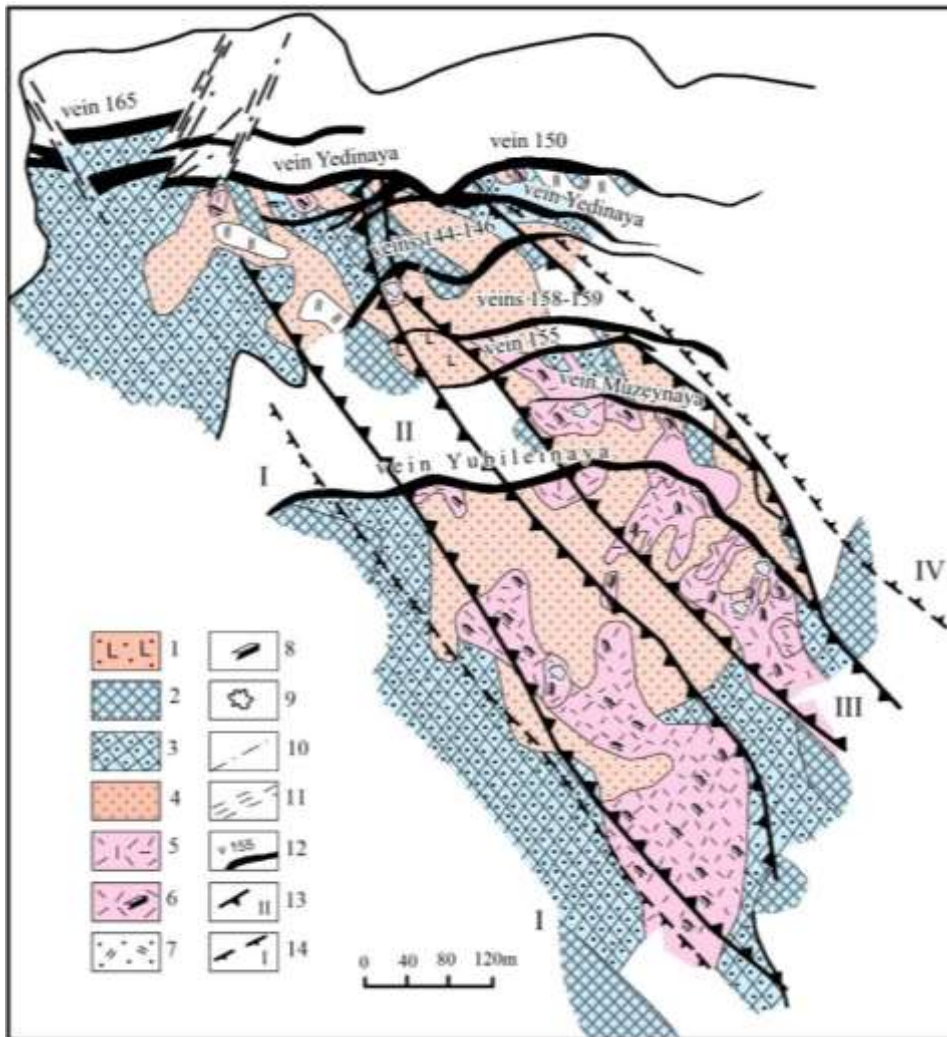 vein 165
vein 150
vein Yedinaya
vein Yedinaya
veins 144-146
veins 158-159
vein 155
vein Muzeynaya
II
I
vein Yubileinaya
IV
III
I
L L 1
2
3
4
5
6
7
8
9
10
11
v 155 12
II 13
I 14
0 40 80 120m